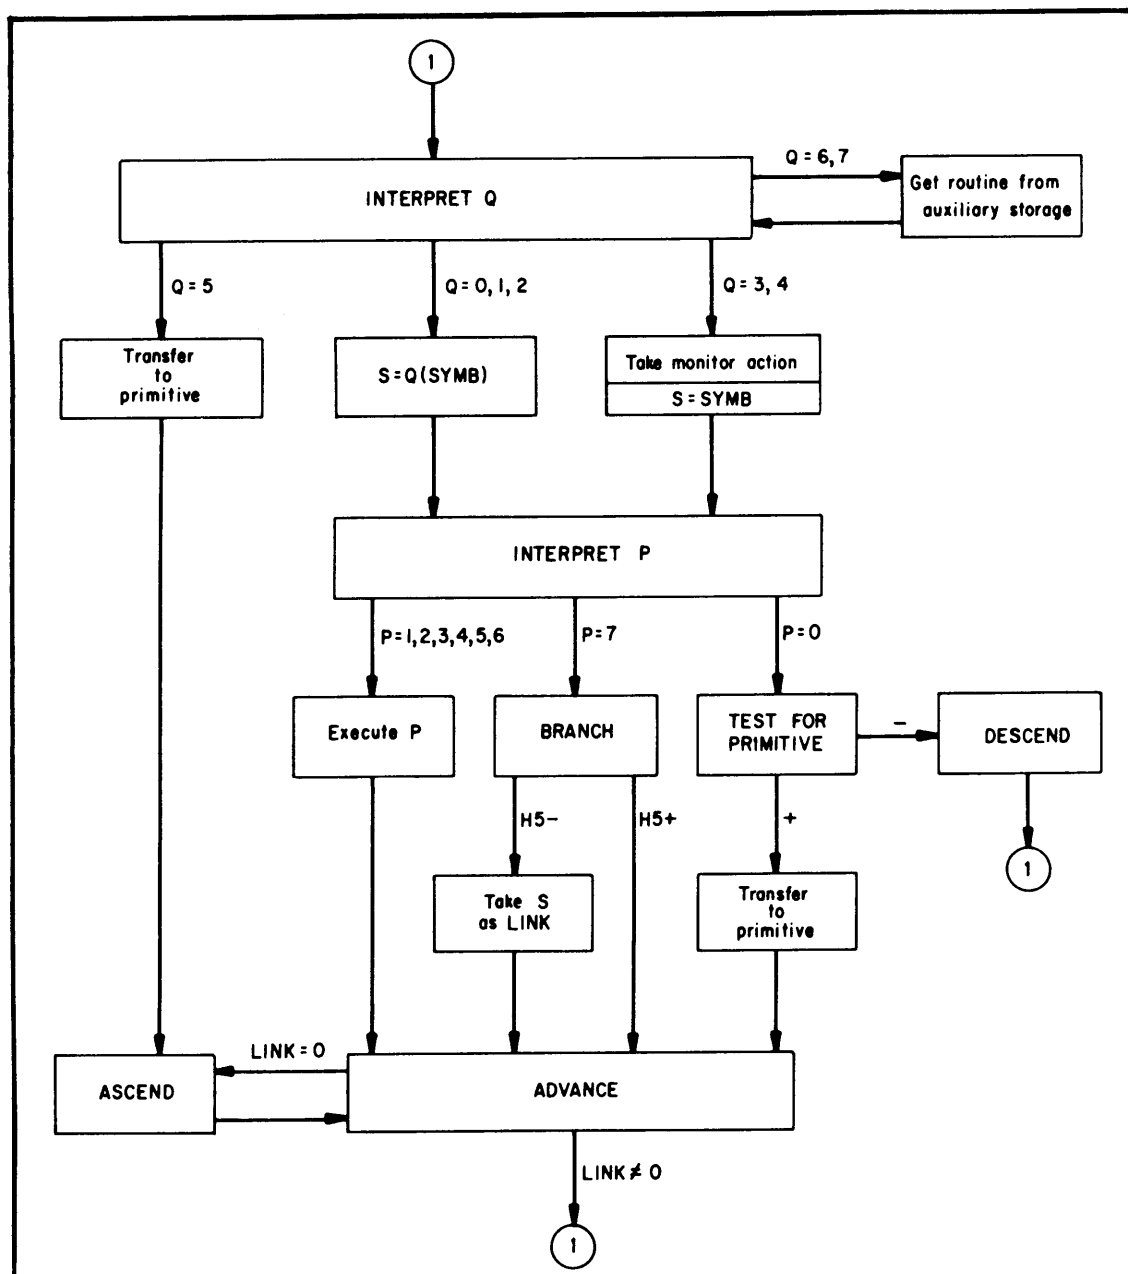 1
INTERPRET Q
Q = 6, 7
Get routine from
auxiliary storage
Q = 5
Q = 0, 1, 2
Q = 3, 4
Transfer
to
primitive
S = Q (SYMB)
Take monitor action
S = SYMB
INTERPRET P
P = 1, 2, 3, 4, 5, 6
P = 7
P = 0
Execute P
BRANCH
TEST FOR
PRIMITIVE
–
DESCEND
H5–
H5+
+
1
Take S
as LINK
Transfer
to
primitive
LINK = 0
ASCEND
ADVANCE
LINK ≠ 0
1